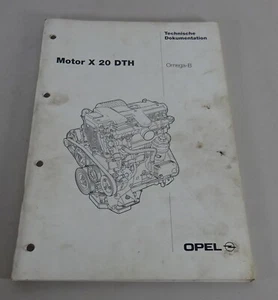 Technische
Dokumentation
Motor X 20 DTH
Omega-B
OPEL